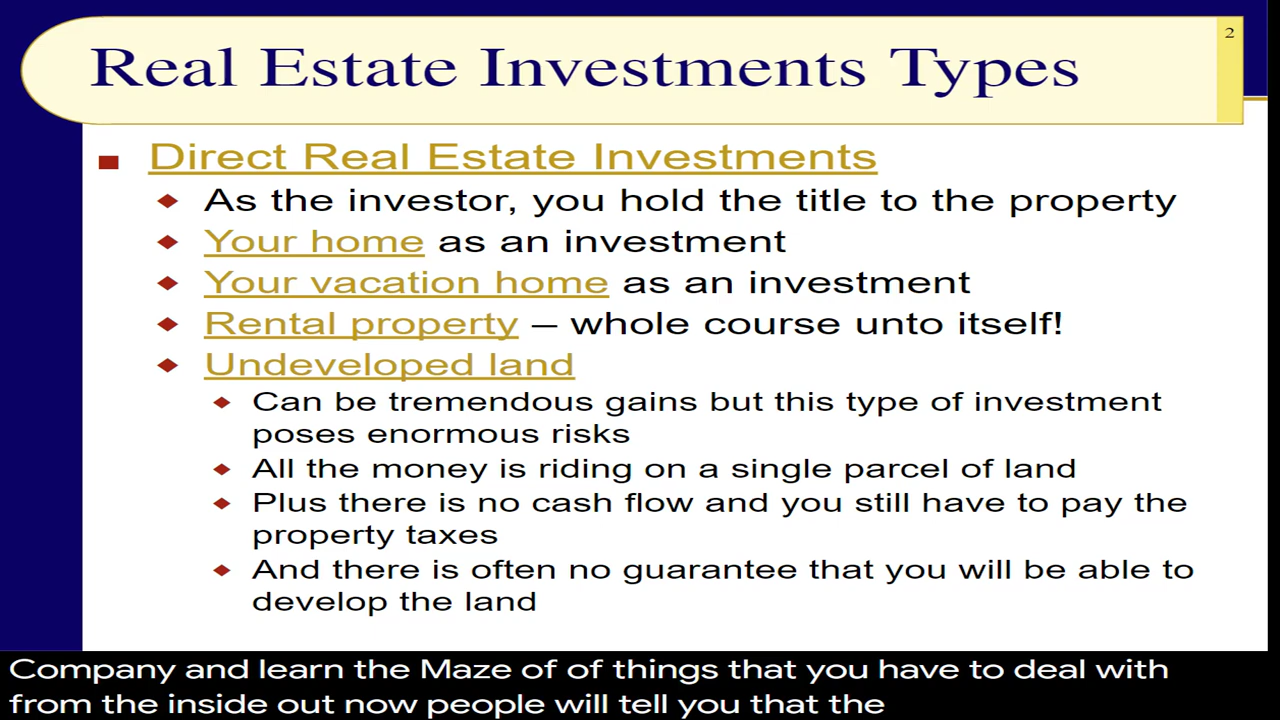 2
Real Estate Investments Types
Direct Real Estate Investments
As the investor, you hold the title to the property
Your home as an investment
Your vacation home as an investment
Rental property – whole course unto itself!
Undeveloped land
Can be tremendous gains but this type of investment
poses enormous risks
All the money is riding on a single parcel of land
Plus there is no cash flow and you still have to pay the
property taxes
And there is often no guarantee that you will be able to
develop the land
Company and learn the Maze of of things that you have to deal with
from the inside out now people will tell you that the